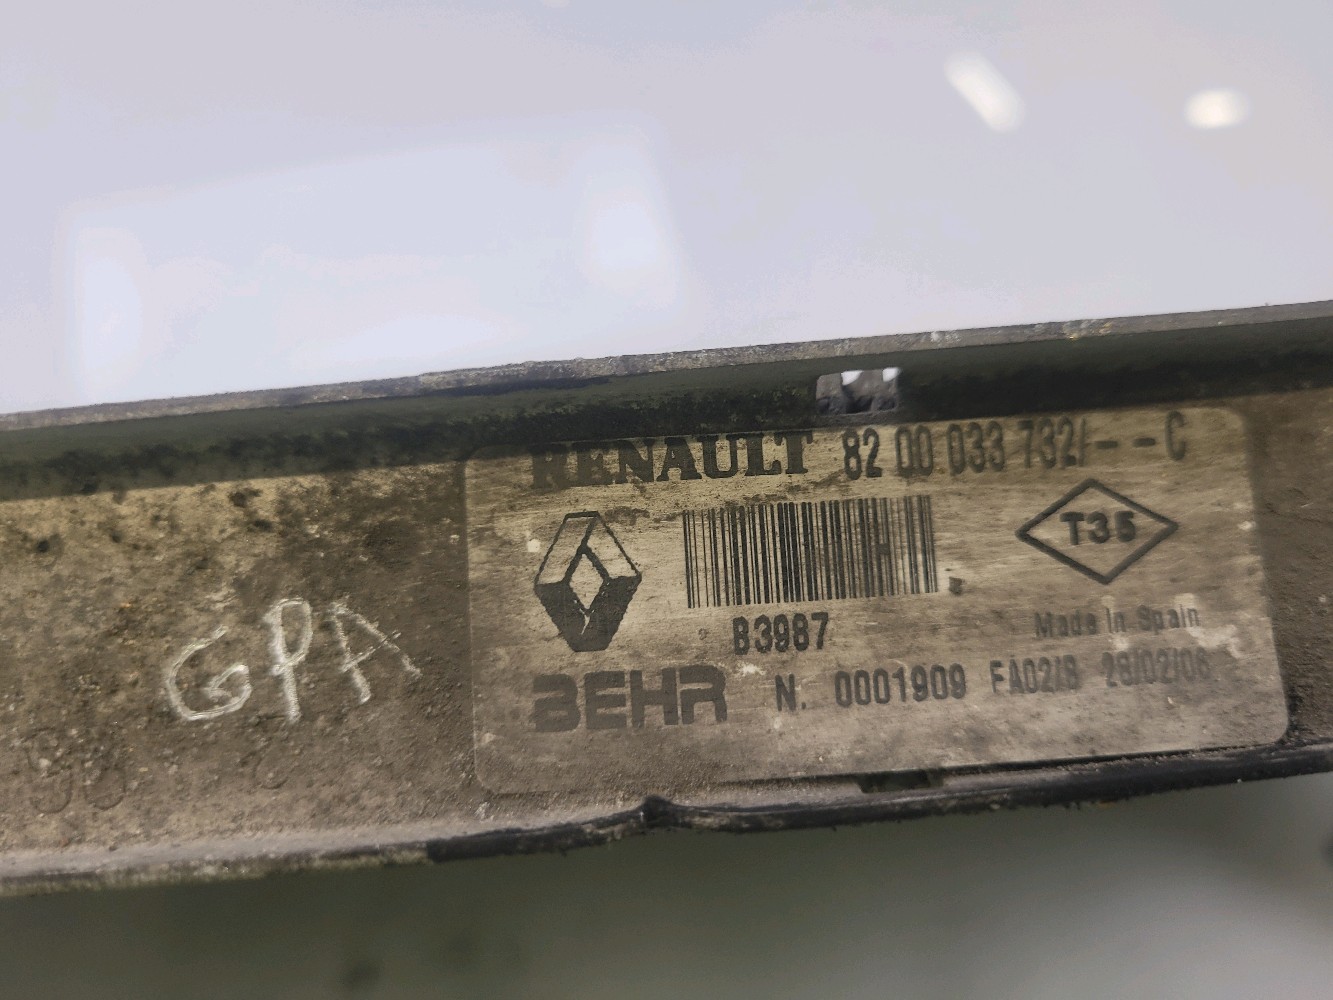 RENAULT 82 00 033 732/---C
T35
B3987
Made In Spain
BEHR N. 0001909 FA02/8 28/02/06
GPA